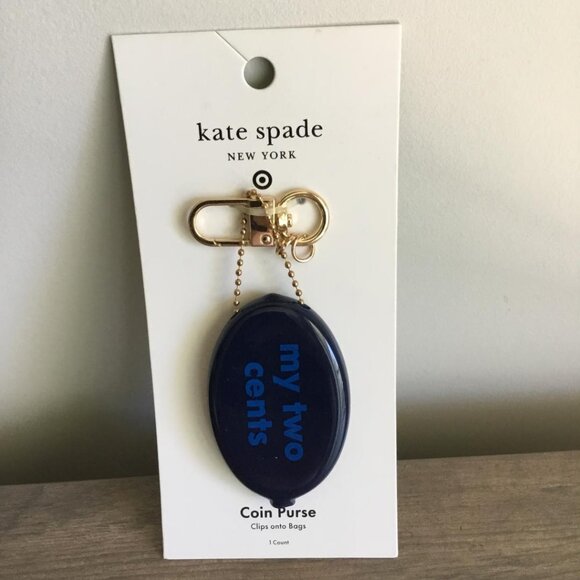 kate spade
NEW YORK
my two
cents
Coin Purse
Clips onto Bags
1 Count